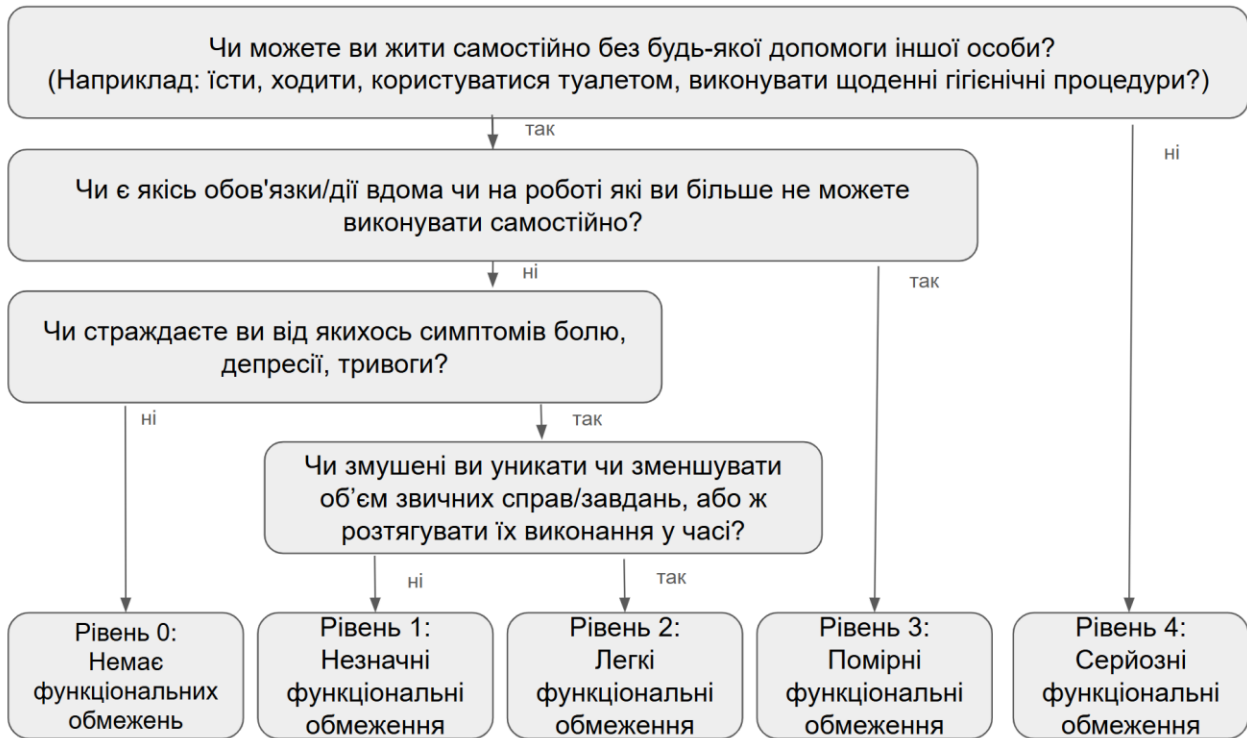 Чи можете ви жити самостійно без будь-якої допомоги іншої особи?
(Наприклад: їсти, ходити, користуватися туалетом, виконувати щоденні гігієнічні процедури?)
так
ні
Чи є якісь обов'язки/дії вдома чи на роботі які ви більше не можете
виконувати самостійно?
ні
так
Чи страждаєте ви від якихось симптомів болю,
депресії, тривоги?
ні
так
Чи змушені ви уникати чи зменшувати
об’єм звичних справ/завдань, або ж
розтягувати їх виконання у часі?
ні
так
Рівень 0:
Немає
функціональних
обмежень
Рівень 1:
Незначні
функціональні
обмеження
Рівень 2:
Легкі
функціональні
обмеження
Рівень 3:
Помірні
функціональні
обмеження
Рівень 4:
Серйозні
функціональні
обмеження